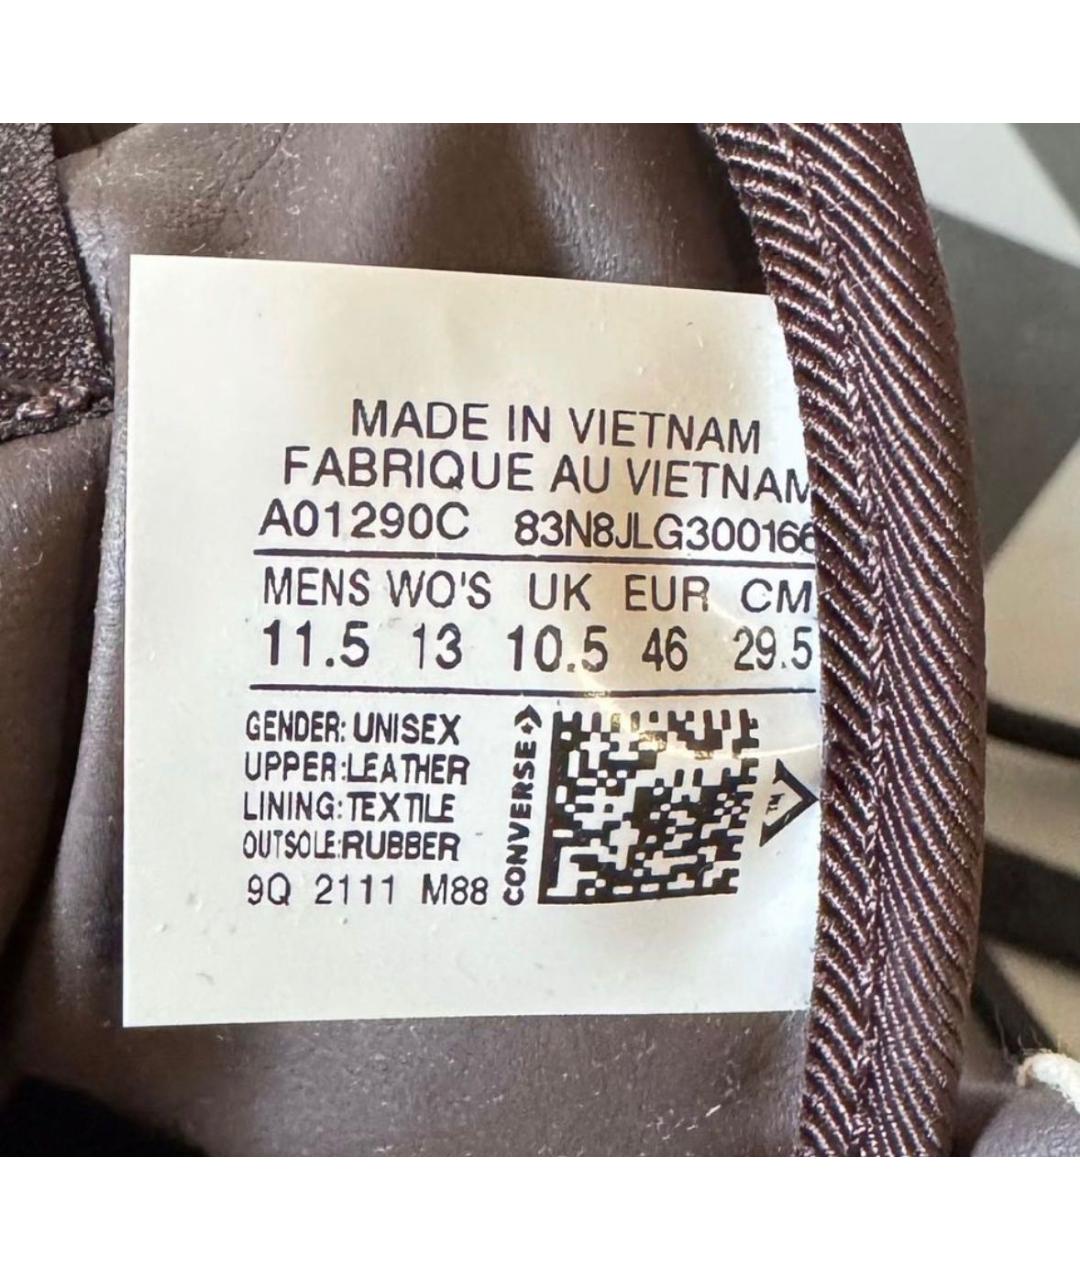 MADE IN VIETNAM
FABRIQUE AU VIETNAM
A01290C 83N8JLG300166
MENS WO'S UK EUR CM
11.5 13 10.5 46 29.5
GENDER: UNISEX
UPPER:LEATHER
LINING:TEXTILE
OUTSOLE:RUBBER
9Q 2111 M88
CONVERSE